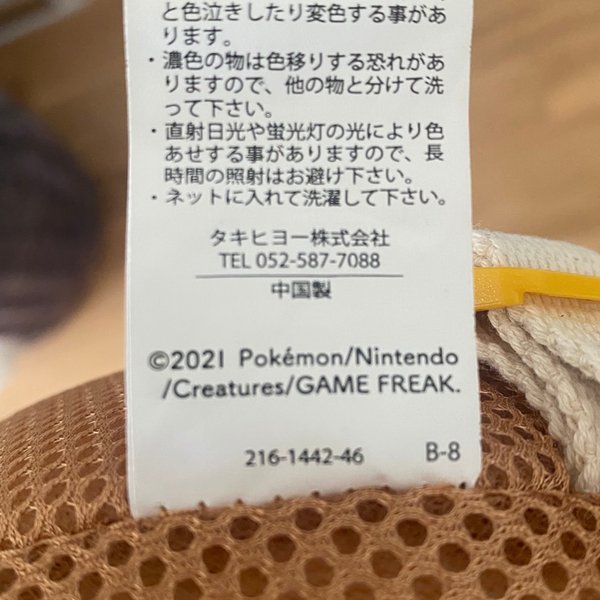 と色泣きしたり変色する事があ
ります。
・濃色の物は色移りする恐れがあ
りますので、他の物と分けて洗
って下さい。
・直射日光や蛍光灯の光により色
あせする事がありますので、長
時間の照射はお避け下さい。
・ネットに入れて洗濯して下さい。
タキヒヨー株式会社
TEL 052-587-7088
中国製
©2021 Pokémon/Nintendo
/Creatures/GAME FREAK.
216-1442-46 B-8